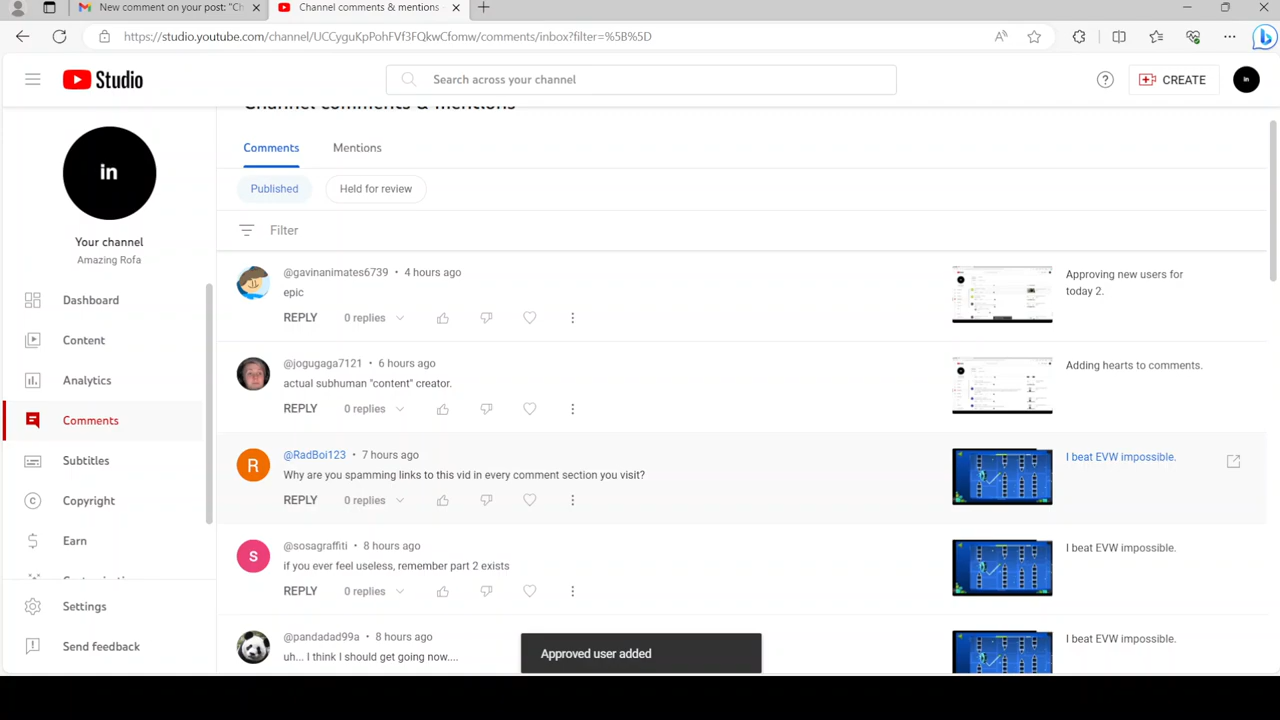 New comment on your post: "Ch
Channel comments & mentions
https://studio.youtube.com/channel/UCCyguKpPohFVf3FQkwCfomw/comments/inbox?filter=%5B%5D
Studio
Search across your channel
CREATE
in
Channel comments & mentions
in
Your channel
Amazing Rofa
Comments
Mentions
Published
Held for review
Filter
Dashboard
Content
Analytics
Comments
Subtitles
Copyright
Earn
Settings
Send feedback
@gavinanimates6739 • 4 hours ago
epic
REPLY 0 replies
Approving new users for
today 2.
@jogugaga7121 • 6 hours ago
actual subhuman "content" creator.
REPLY 0 replies
Adding hearts to comments.
R
@RadBoi123 • 7 hours ago
Why are you spamming links to this vid in every comment section you visit?
REPLY 0 replies
I beat EVW impossible.
S
@sosagraffiti • 8 hours ago
if you ever feel useless, remember part 2 exists
REPLY 0 replies
I beat EVW impossible.
@pandadad99a • 8 hours ago
uh... I think I should get going now....
I beat EVW impossible.
Approved user added